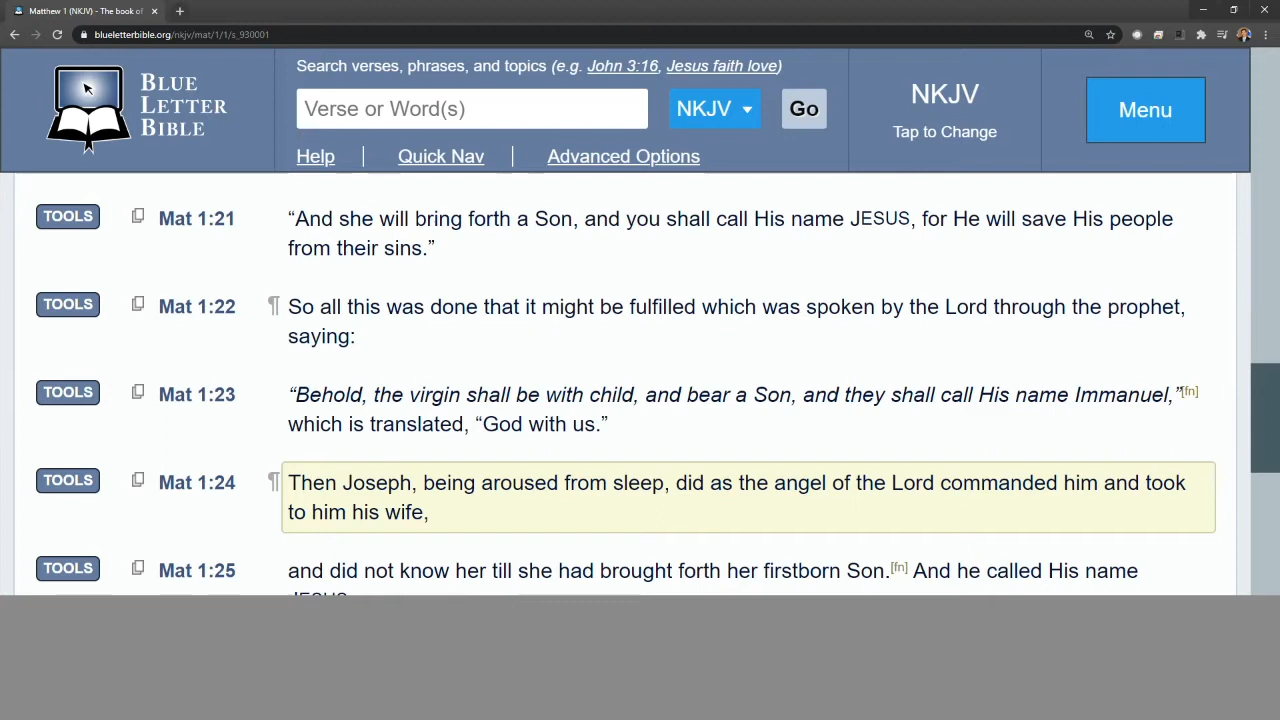 Matthew 1 (NKJV) - The book of
blueletterbible.org/nkjv/mat/1/1/s_930001
BLUE
LETTER
BIBLE
Search verses, phrases, and topics (e.g. John 3:16, Jesus faith love)
Verse or Word(s)
NKJV
Go
Help
Quick Nav
Advanced Options
NKJV
Tap to Change
Menu
TOOLS Mat 1:21 “And she will bring forth a Son, and you shall call His name JESUS, for He will save His people
from their sins.”
TOOLS Mat 1:22 ¶ So all this was done that it might be fulfilled which was spoken by the Lord through the prophet,
saying:
TOOLS Mat 1:23 “Behold, the virgin shall be with child, and bear a Son, and they shall call His name Immanuel,”[fn]
which is translated, “God with us.”
TOOLS Mat 1:24 ¶ Then Joseph, being aroused from sleep, did as the angel of the Lord commanded him and took
to him his wife,
TOOLS Mat 1:25 and did not know her till she had brought forth her firstborn Son.[fn] And he called His name
JESUS